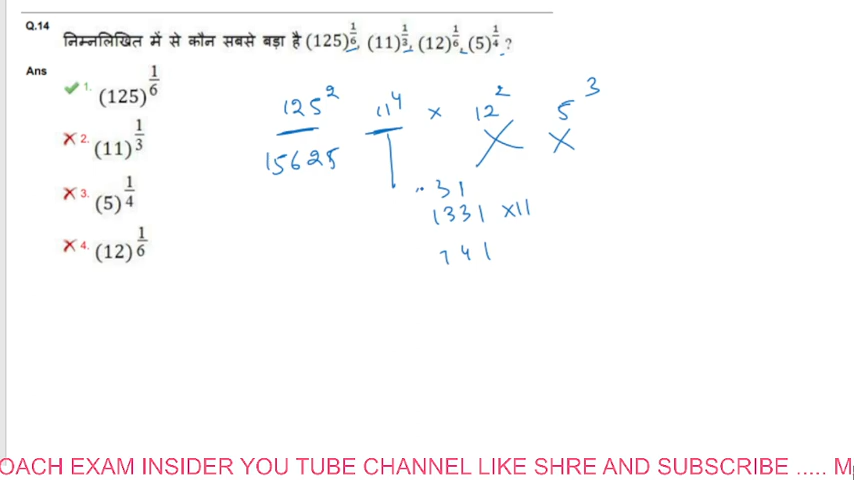 Q.14
निम्नलिखित में से कौन सबसे बड़ा है (125)^{1/6}, (11)^{1/3}, (12)^{1/6}, (5)^{1/4} ?
Ans
✔ 1. (125)^{1/6}
✗ 2. (11)^{1/3}
✗ 3. (5)^{1/4}
✗ 4. (12)^{1/6}
125² 11⁴ × 12² 5³
15625
31
1331 ×11
741
OACH EXAM INSIDER YOU TUBE CHANNEL LIKE SHRE AND SUBSCRIBE ..... M